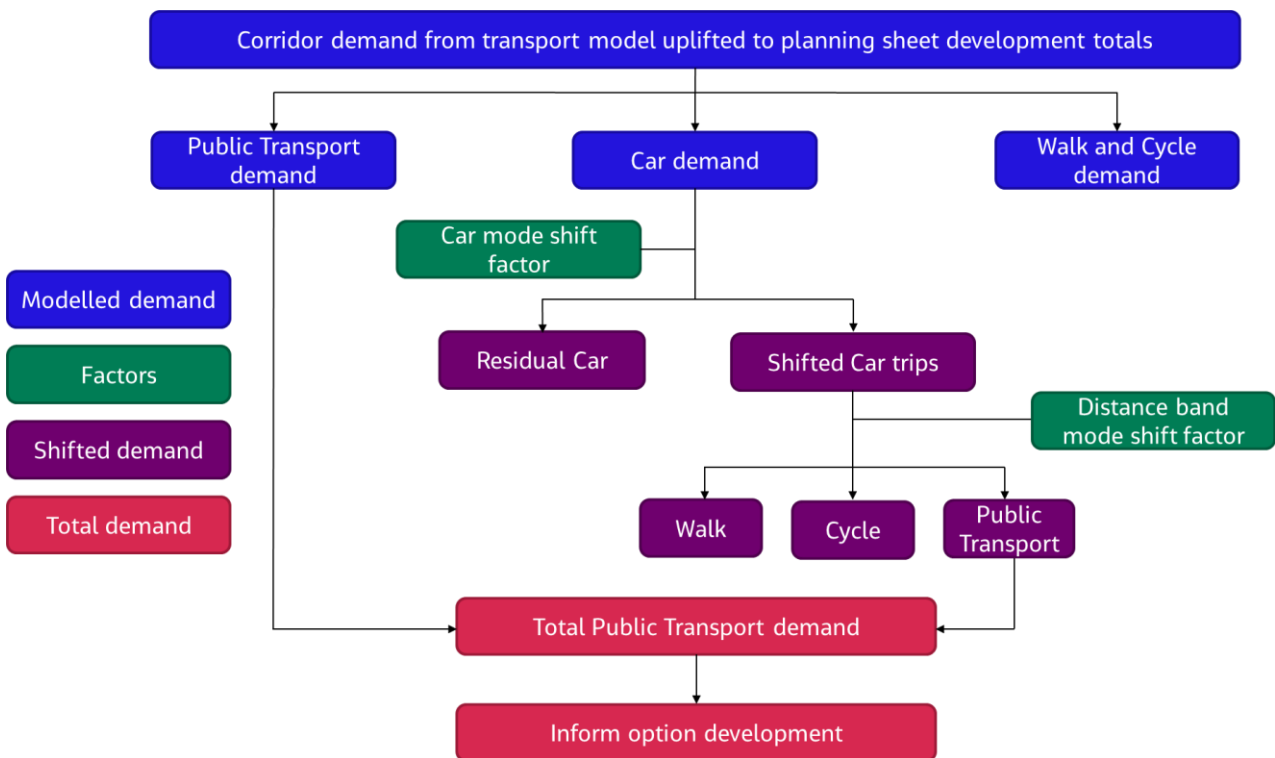 Corridor demand from transport model uplifted to planning sheet development totals
Public Transport
demand
Car demand
Walk and Cycle
demand
Car mode shift
factor
Modelled demand
Factors
Shifted demand
Total demand
Residual Car
Shifted Car trips
Distance band
mode shift factor
Walk
Cycle
Public
Transport
Total Public Transport demand
Inform option development